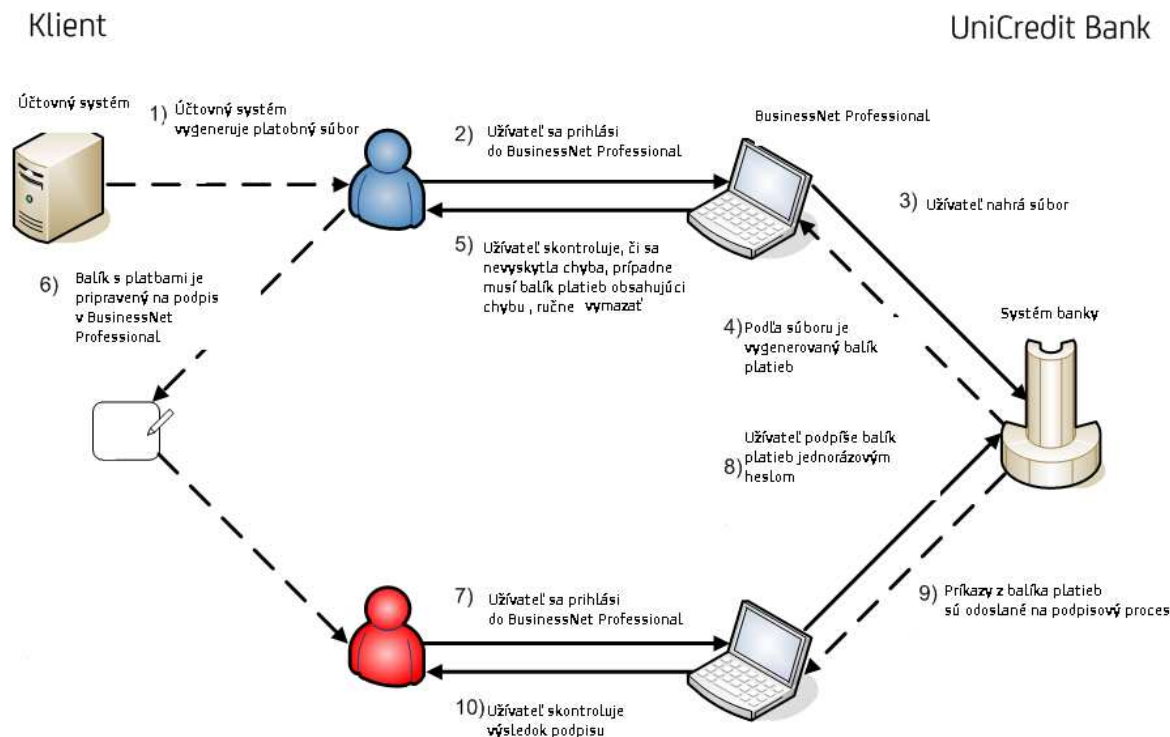 Klient
UniCredit Bank
Účtovný systém
1) Účtovný systém
vygeneruje platobný súbor
2) Užívateľ sa prihlási
do BusinessNet Professional
BusinessNet Professional
3) Užívateľ nahrá súbor
5) Užívateľ skontroluje, či sa
nevyskytla chyba, prípadne
musí balík platieb obsahujúci
chybu , ručne vymazať
6) Balík s platbami je
pripravený na podpis
v BusinessNet
Professional
4) Podľa súboru je
vygenerovaný balík
platieb
Systém banky
Užívateľ podpíše balík
8) platieb jednorázovým
heslom
7) Užívateľ sa prihlási
do BusinessNet Professional
9) Príkazy z balíka platieb
sú odoslané na podpisový proces
10) Užívateľ skontroluje
výsledok podpisu